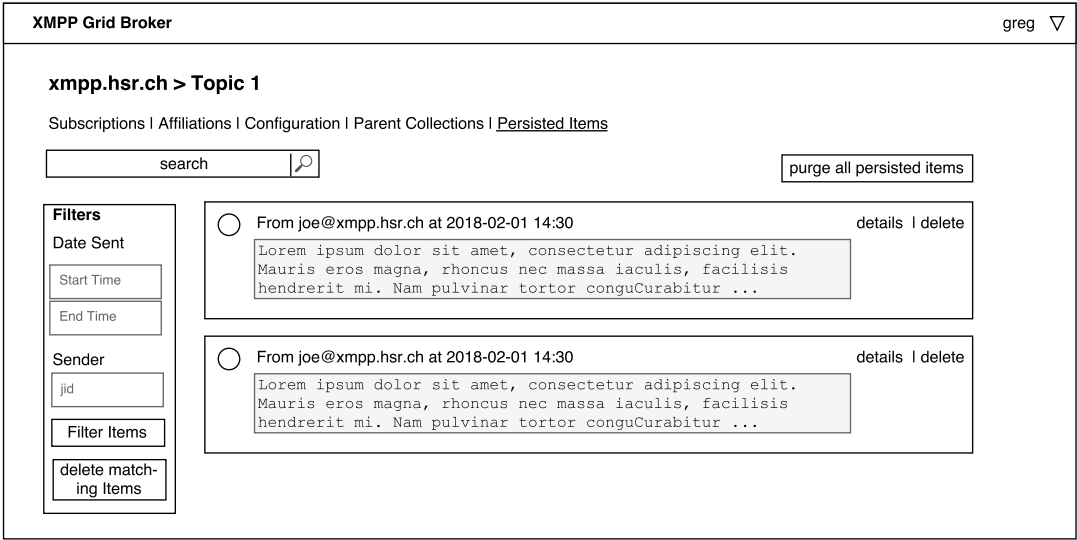 XMPP Grid Broker
greg
xmpp.hsr.ch > Topic 1
Subscriptions | Affiliations | Configuration | Parent Collections | Persisted Items
search
purge all persisted items
Filters
Date Sent
Start Time
End Time
Sender
jid
Filter Items
delete match-
ing Items
From joe@xmpp.hsr.ch at 2018-02-01 14:30
details | delete
Lorem ipsum dolor sit amet, consectetur adipiscing elit.
Mauris eros magna, rhoncus nec massa iaculis, facilisis
hendrerit mi. Nam pulvinar tortor conguCurabitur ...
From joe@xmpp.hsr.ch at 2018-02-01 14:30
details | delete
Lorem ipsum dolor sit amet, consectetur adipiscing elit.
Mauris eros magna, rhoncus nec massa iaculis, facilisis
hendrerit mi. Nam pulvinar tortor conguCurabitur ...